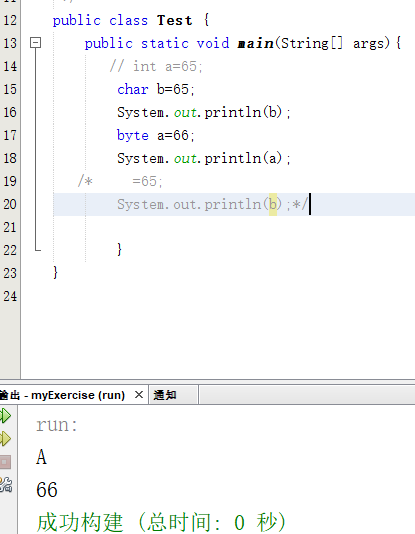 12 public class Test {
13 public static void main(String[] args){
14 // int a=65;
15 char b=65;
16 System.out.println(b);
17 byte a=66;
18 System.out.println(a);
19 /* =65;
20 System.out.println(b);*/
21
22 }
23 }
24
输出 - myExercise (run) × 通知
run:
A
66
成功构建 (总时间: 0 秒)